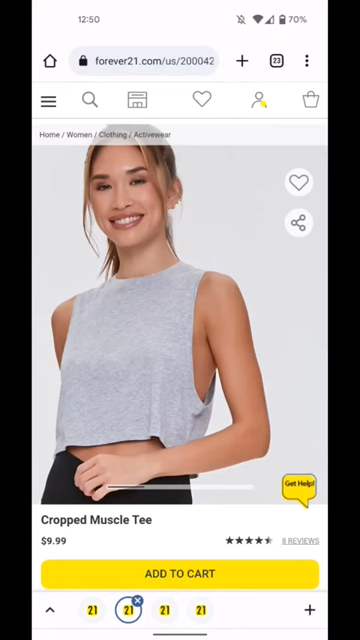 12:50
70%
forever21.com/us/200042
23
Home / Women / Clothing / Activewear
Get Help!
Cropped Muscle Tee
$9.99
8 REVIEWS
ADD TO CART
21 21 21 21